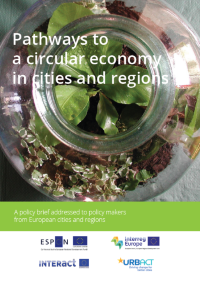 Pathways to
a circular economy
in cities and regions
A policy brief addressed to policy makers
from European cities and regions
ESPON
Interreg
Europe
INTERACT
URBACT